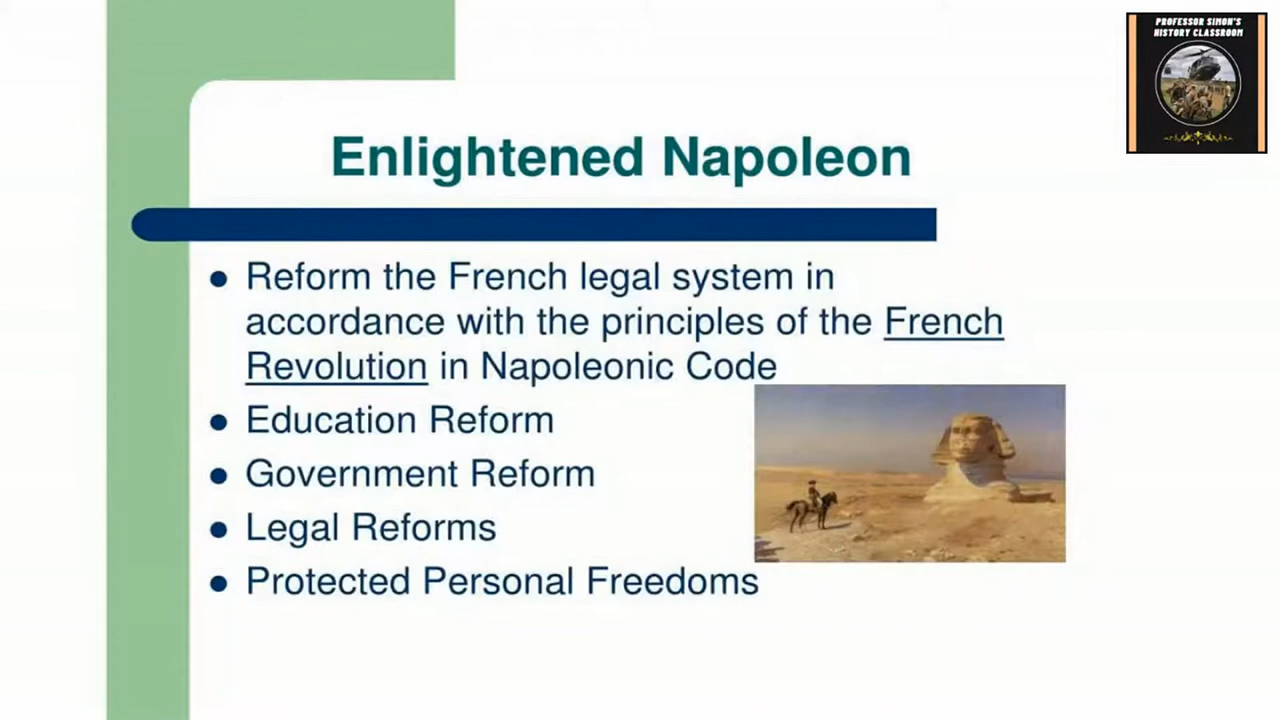 PROFESSOR SIMON'S
HISTORY CLASSROOM
Enlightened Napoleon
• Reform the French legal system in
accordance with the principles of the French
Revolution in Napoleonic Code
• Education Reform
• Government Reform
• Legal Reforms
• Protected Personal Freedoms